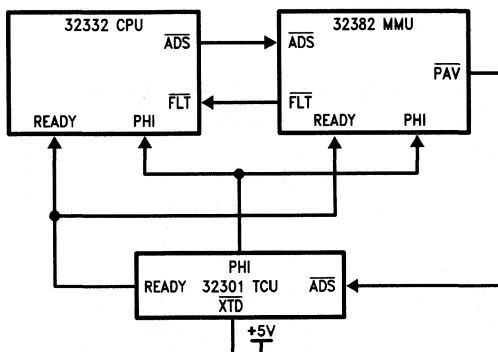 32332 CPU
32382 MMU
ADS
ADS
PAV
FLT
FLT
READY
PHI
READY
PHI
PHI
READY
32301 TCU
ADS
XTD
+5V